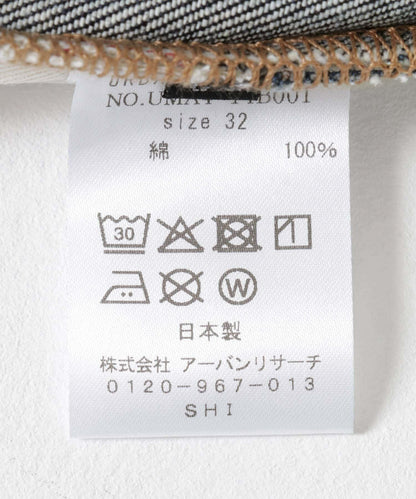 size 32
綿 100%
30
W
日本製
株式会社 アーバンリサーチ
0120-967-013
SHI